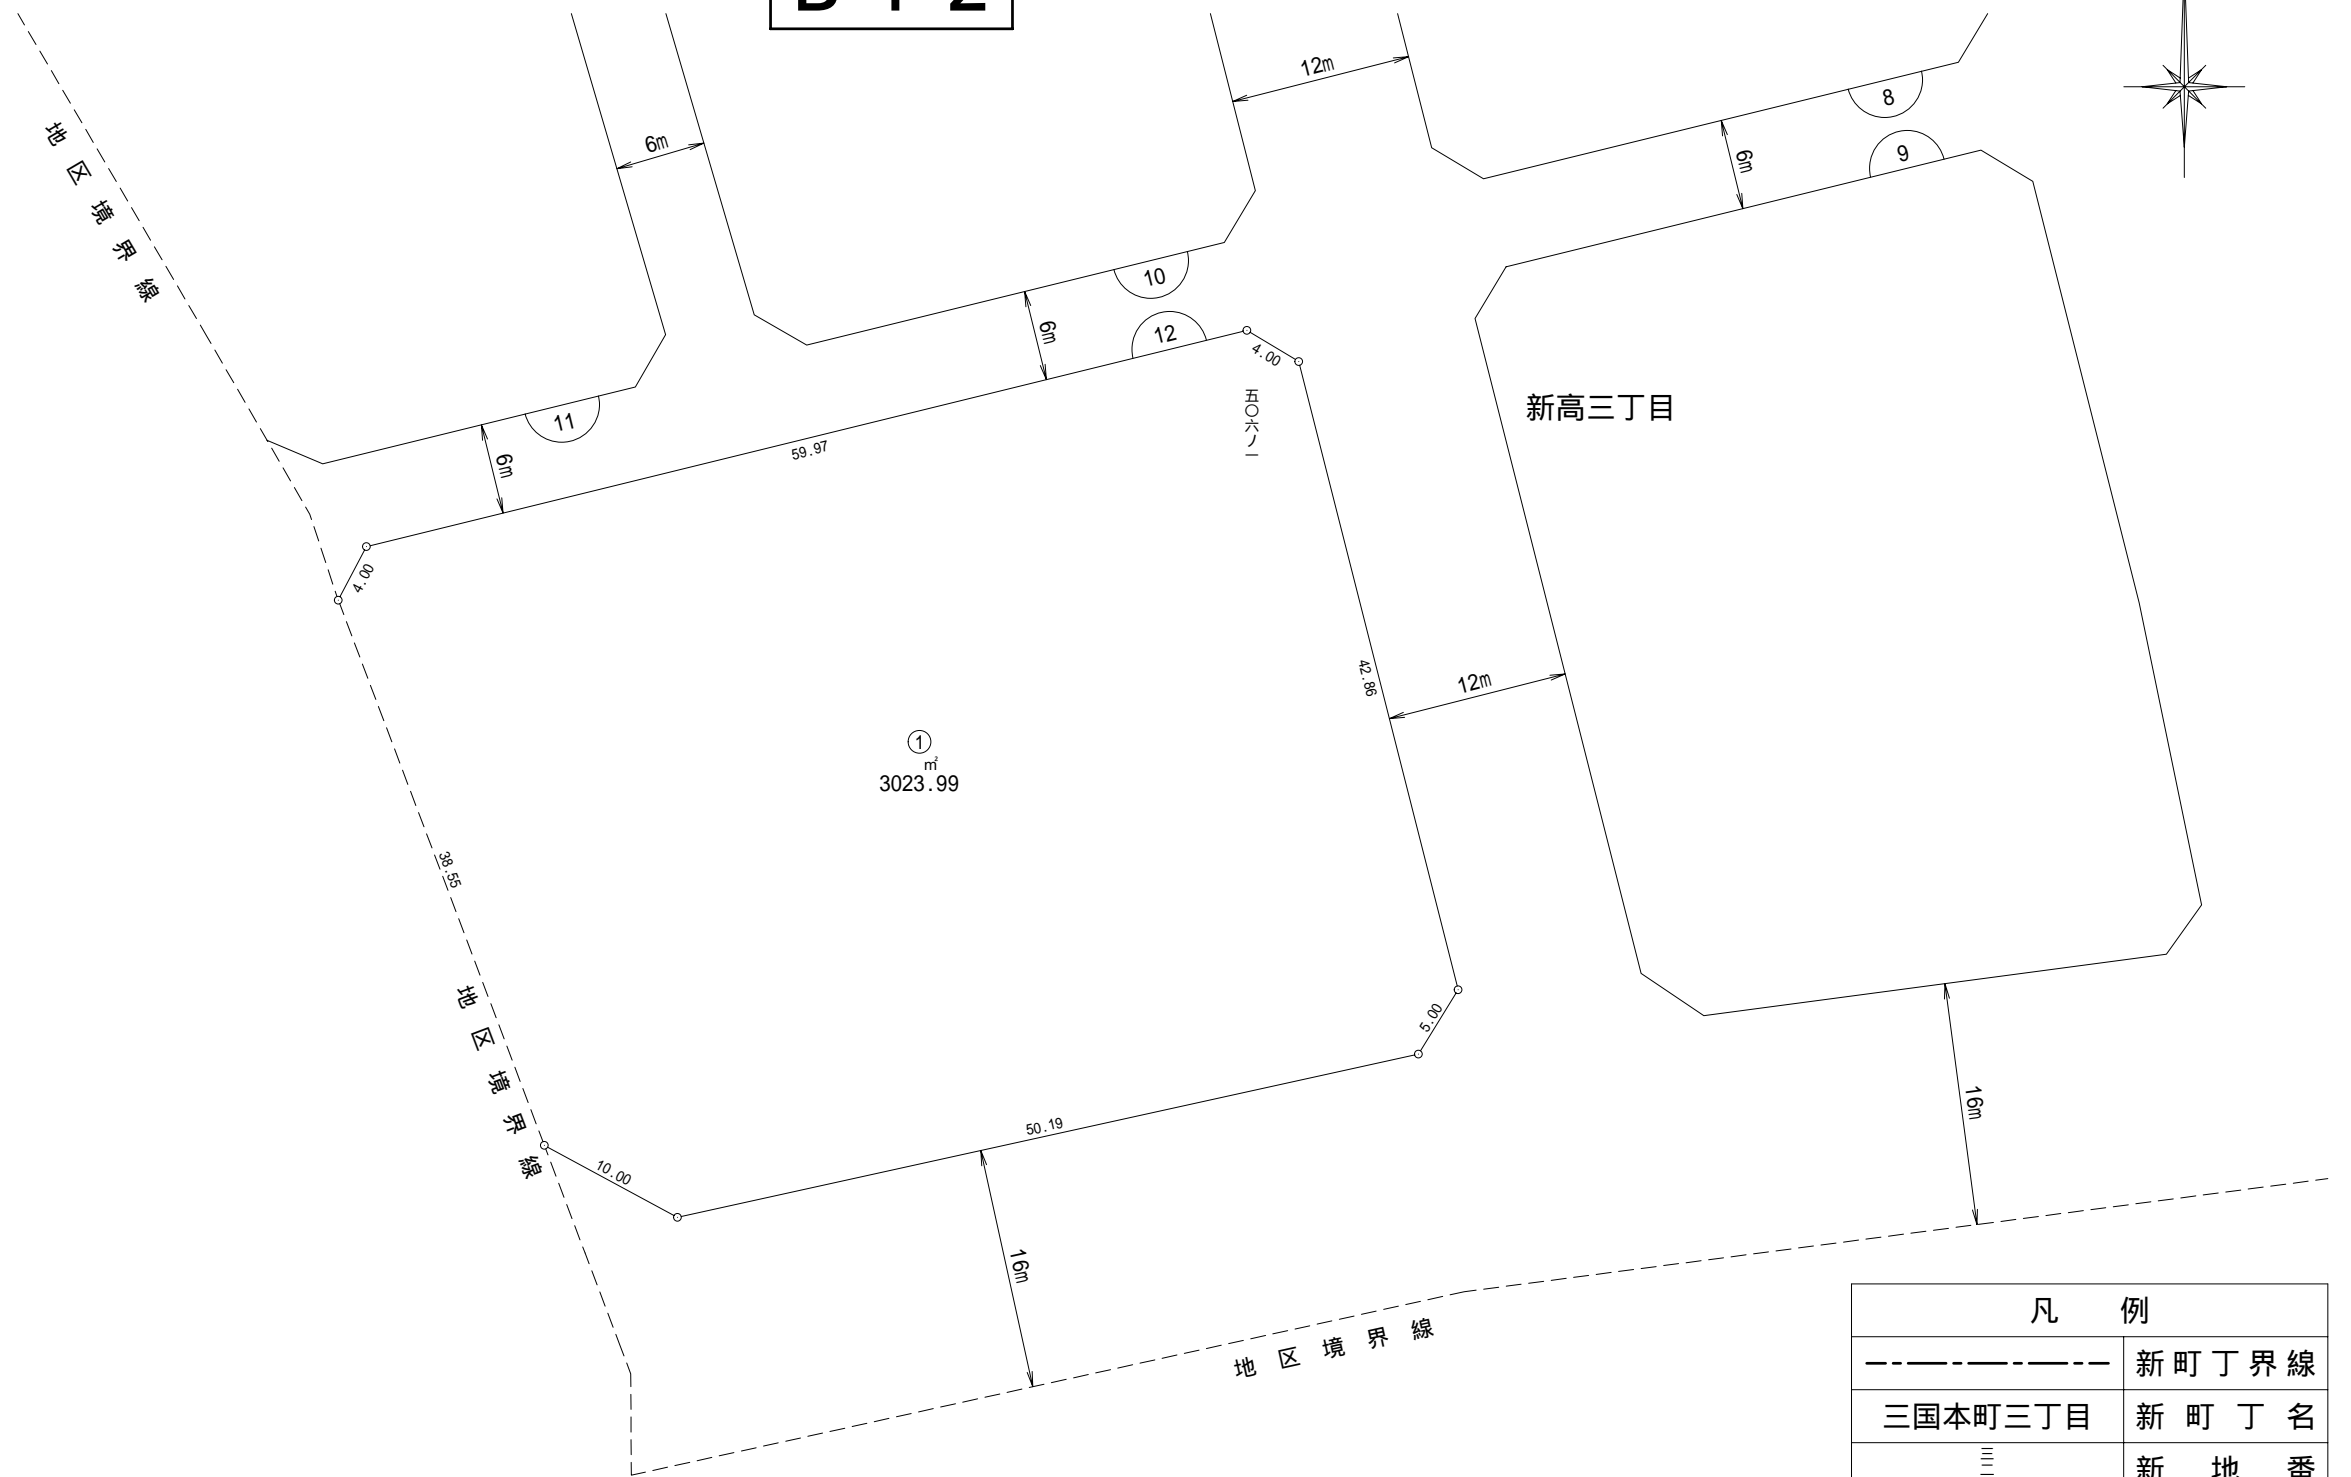 12m
8
6m
6m
9
地区境界線
10
6m
12
4.00
五〇六ノ一
新高三丁目
11
6m
59.97
4.00
42.86
12m
①
㎡
3023.99
38.55
地区境界線
5.00
50.19
10.00
16m
16m
地区境界線
凡例
新町丁界線
三国本町三丁目 新町丁名
新地番